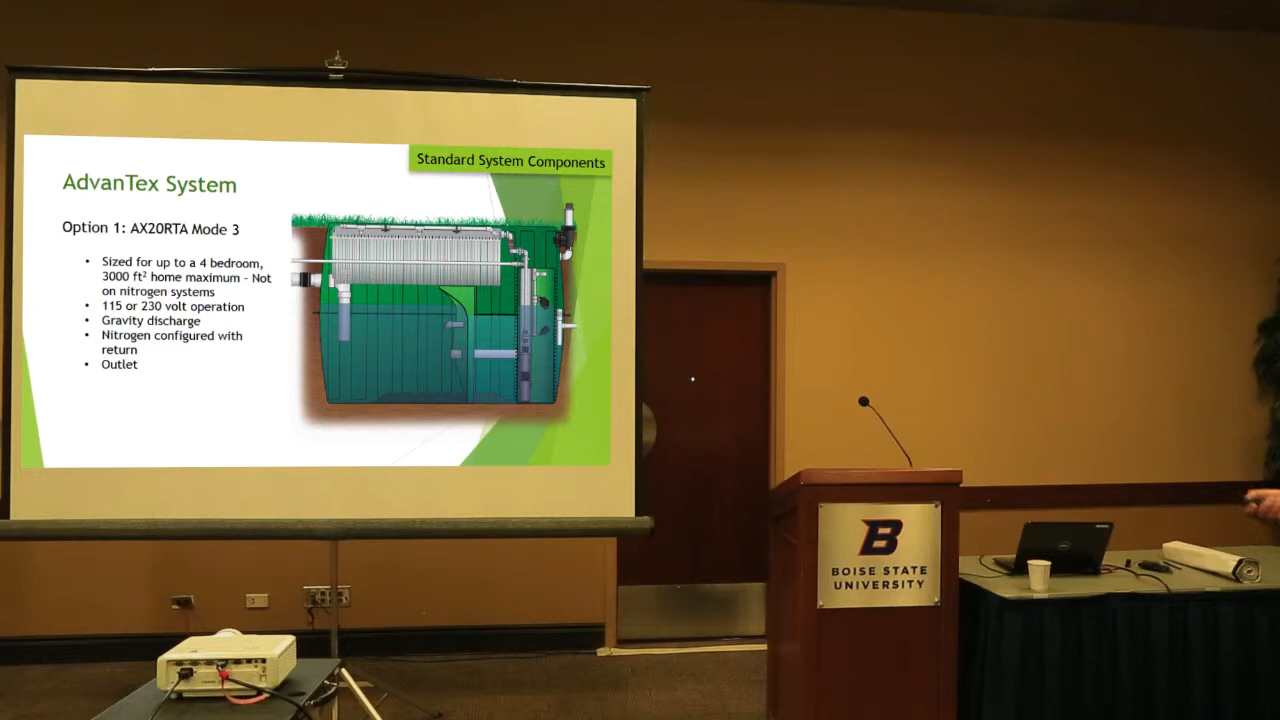 Standard System Components
AdvanTex System
Option 1: AX20RTA Mode 3
• Sized for up to a 4 bedroom,
3000 ft² home maximum - Not
on nitrogen systems
• 115 or 230 volt operation
• Gravity discharge
• Nitrogen configured with
return
• Outlet
B
BOISE STATE
UNIVERSITY